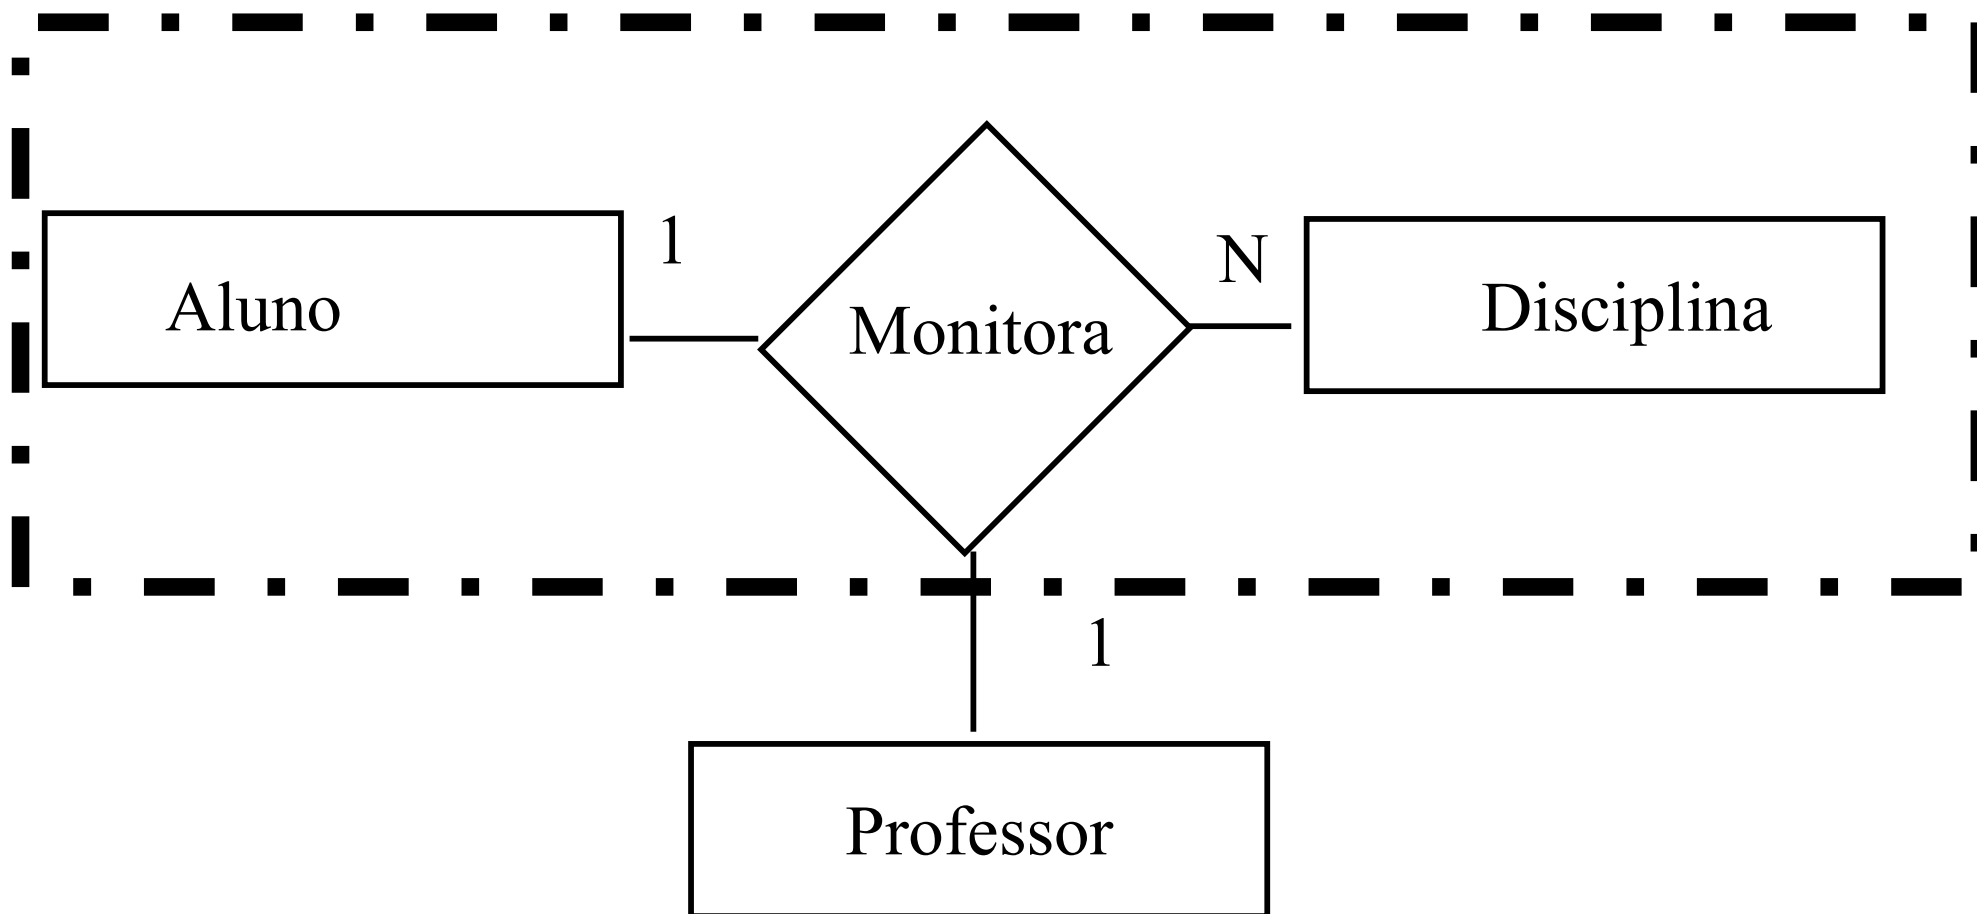 1
N
Aluno
Monitora
Disciplina
1
Professor